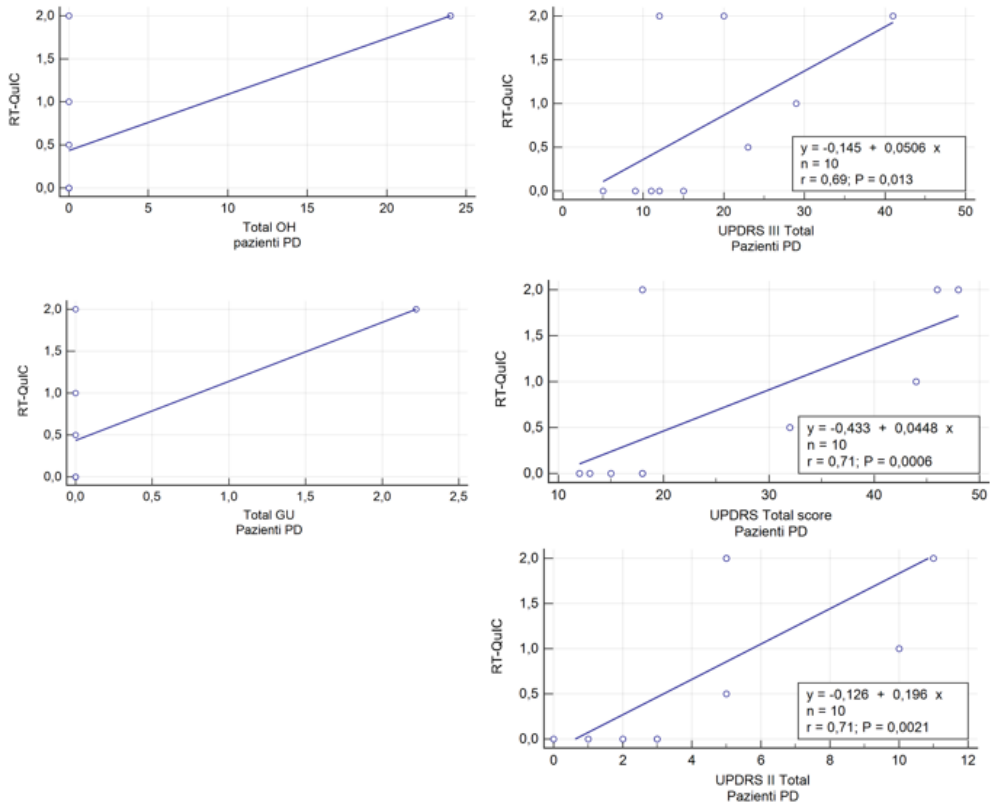 2,0
1,5
1,0
0,5
0,0
RT-QuIC
0 5 10 15 20 25
Total OH
pazienti PD
2,0
1,5
1,0
0,5
0,0
RT-QuIC
y = -0,145 + 0,0506 x
n = 10
r = 0,69; P = 0,013
0 10 20 30 40 50
UPDRS III Total
Pazienti PD
2,0
1,5
1,0
0,5
0,0
RT-QuIC
0,0 0,5 1,0 1,5 2,0 2,5
Total GU
Pazienti PD
2,0
1,5
1,0
0,5
0,0
RT-QuIC
y = -0,433 + 0,0448 x
n = 10
r = 0,71; P = 0,0006
10 20 30 40 50
UPDRS Total score
Pazienti PD
2,0
1,5
1,0
0,5
0,0
RT-QuIC
y = -0,126 + 0,196 x
n = 10
r = 0,71; P = 0,0021
0 2 4 6 8 10 12
UPDRS II Total
Pazienti PD